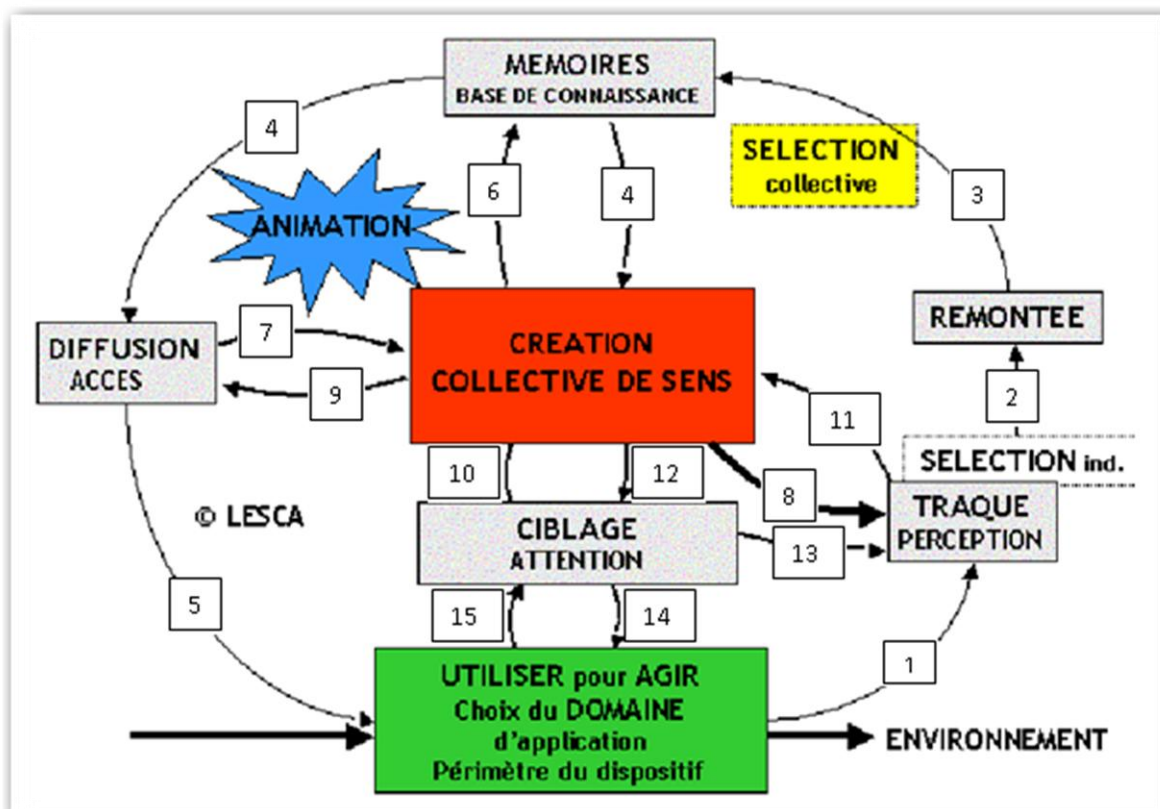 MEMOIRES
BASE DE CONNAISSANCE
4
6
4
SELECTION
collective
3
ANIMATION
DIFFUSION
ACCES
7
9
CREATION
COLLECTIVE DE SENS
REMONTEE
2
11
SELECTION ind.
TRAQUE
PERCEPTION
10
12
8
© LESCA
CIBLAGE
ATTENTION
13
5
15
14
1
UTILISER pour AGIR
Choix du DOMAINE
d'application
Périmètre du dispositif
ENVIRONNEMENT